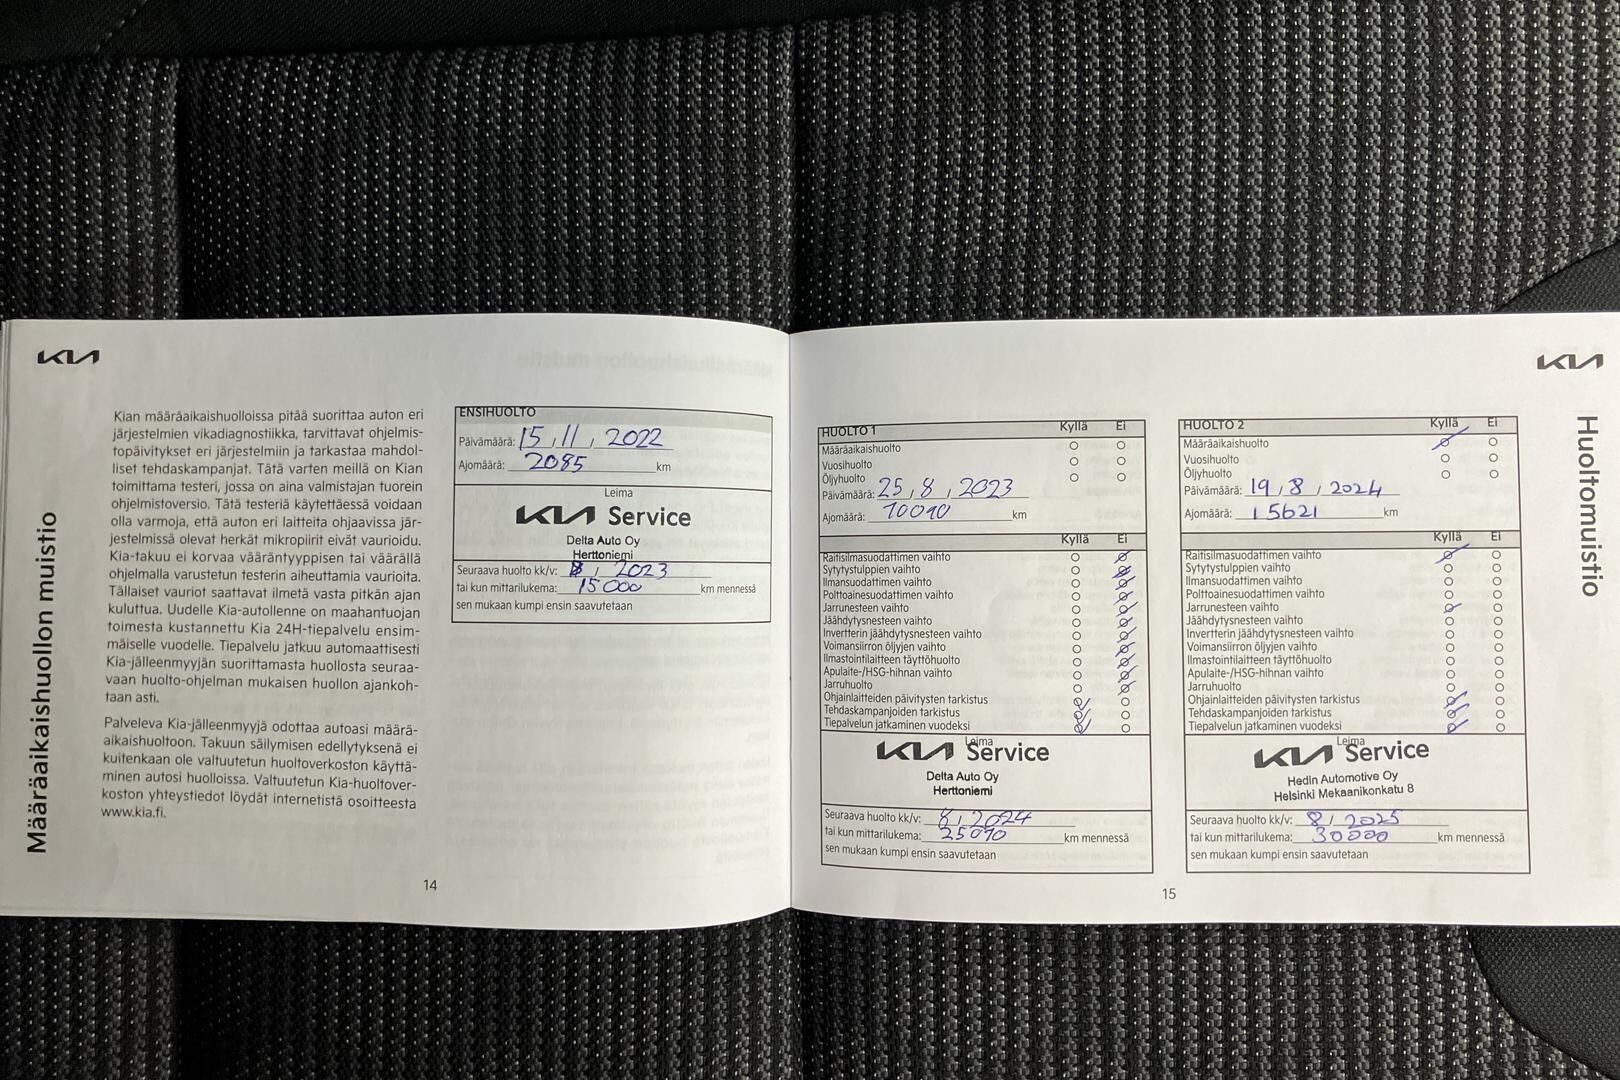 KIA
Määräaikaishuollon muistio
Kian määräaikaishuolloissa pitää suorittaa auton eri
järjestelmien vikadiagnostiikka, tarvittavat ohjelmis-
topäivitykset eri järjestelmiin ja tarkastaa mahdol-
liset tehdaskampanjat. Tätä varten meillä on Kian
toimittama testeri, jossa on aina valmistajan tuorein
ohjelmistoversio. Tätä testeriä käytettäessä voidaan
olla varmoja, että auton eri laitteita ohjaavissa jär-
jestelmissä olevat herkät mikropiirit eivät vaurioidu.
Kia-takuu ei korvaa vääräntyyppisen tai väärällä
ohjelmalla varustetun testerin aiheuttamia vaurioita.
Tällaiset vauriot saattavat ilmetä vasta pitkän ajan
kuluttua. Uudelle Kia-autollenne on maahantuojan
toimesta kustannettu Kia 24H-tiepalvelu ensim-
mäiselle vuodelle. Tiepalvelu jatkuu automaattisesti
Kia-jälleenmyyjän suorittamasta huollosta seuraa-
vaan huolto-ohjelman mukaisen huollon ajankoh-
taan asti.
Palveleva Kia-jälleenmyyjä odottaa autoasi määrä-
aikaishuoltoon. Takuun säilymisen edellytyksenä ei
kuitenkaan ole valtuutetun huoltoverkoston käyttä-
minen autosi huolloissa. Valtuutetun Kia-huoltover-
koston yhteystiedot löydät internetistä osoitteesta
www.kia.fi.
ENSIHUOLTO
Päivämäärä: 15, 11, 2022
Ajomäärä: 2085 km
Leima
KIA Service
Delta Auto Oy
Herttoniemi
Seuraava huolto kk/v: 8, 2023
tai kun mittarilukema: 15000 km mennessä
sen mukaan kumpi ensin saavutetaan
14
HUOLTO 1 Kyllä Ei
Määräaikaishuolto
Vuosihuolto
Öljyhuolto
Päivämäärä: 25, 8, 2023
Ajomäärä: 10090 km
Kyllä Ei
Raitisilmasuodattimen vaihto
Sytytystulppien vaihto
Ilmansuodattimen vaihto
Polttoainesuodattimen vaihto
Jarrunesteen vaihto
Jäähdytysnesteen vaihto
Invertterin jäähdytysnesteen vaihto
Voimansiirron öljyjen vaihto
Ilmastointilaitteen täyttöhuolto
Apulaite-/HSG-hihnan vaihto
Jarruhuolto
Ohjainlaitteiden päivitysten tarkistus
Tehdaskampanjoiden tarkistus
Tiepalvelun jatkaminen vuodeksi
Leima
KIA Service
Delta Auto Oy
Herttoniemi
Seuraava huolto kk/v: 8, 2024
tai kun mittarilukema: 25090 km mennessä
sen mukaan kumpi ensin saavutetaan
15
KIA
Huoltomuistio
HUOLTO 2 Kyllä Ei
Määräaikaishuolto
Vuosihuolto
Öljyhuolto
Päivämäärä: 19, 8, 2024
Ajomäärä: 15621 km
Kyllä Ei
Raitisilmasuodattimen vaihto
Sytytystulppien vaihto
Ilmansuodattimen vaihto
Polttoainesuodattimen vaihto
Jarrunesteen vaihto
Jäähdytysnesteen vaihto
Invertterin jäähdytysnesteen vaihto
Voimansiirron öljyjen vaihto
Ilmastointilaitteen täyttöhuolto
Apulaite-/HSG-hihnan vaihto
Jarruhuolto
Ohjainlaitteiden päivitysten tarkistus
Tehdaskampanjoiden tarkistus
Tiepalvelun jatkaminen vuodeksi
Leima
KIA Service
Hedin Automotive Oy
Helsinki Mekaanikonkatu 8
Seuraava huolto kk/v: 8, 2025
tai kun mittarilukema: 30000 km mennessä
sen mukaan kumpi ensin saavutetaan